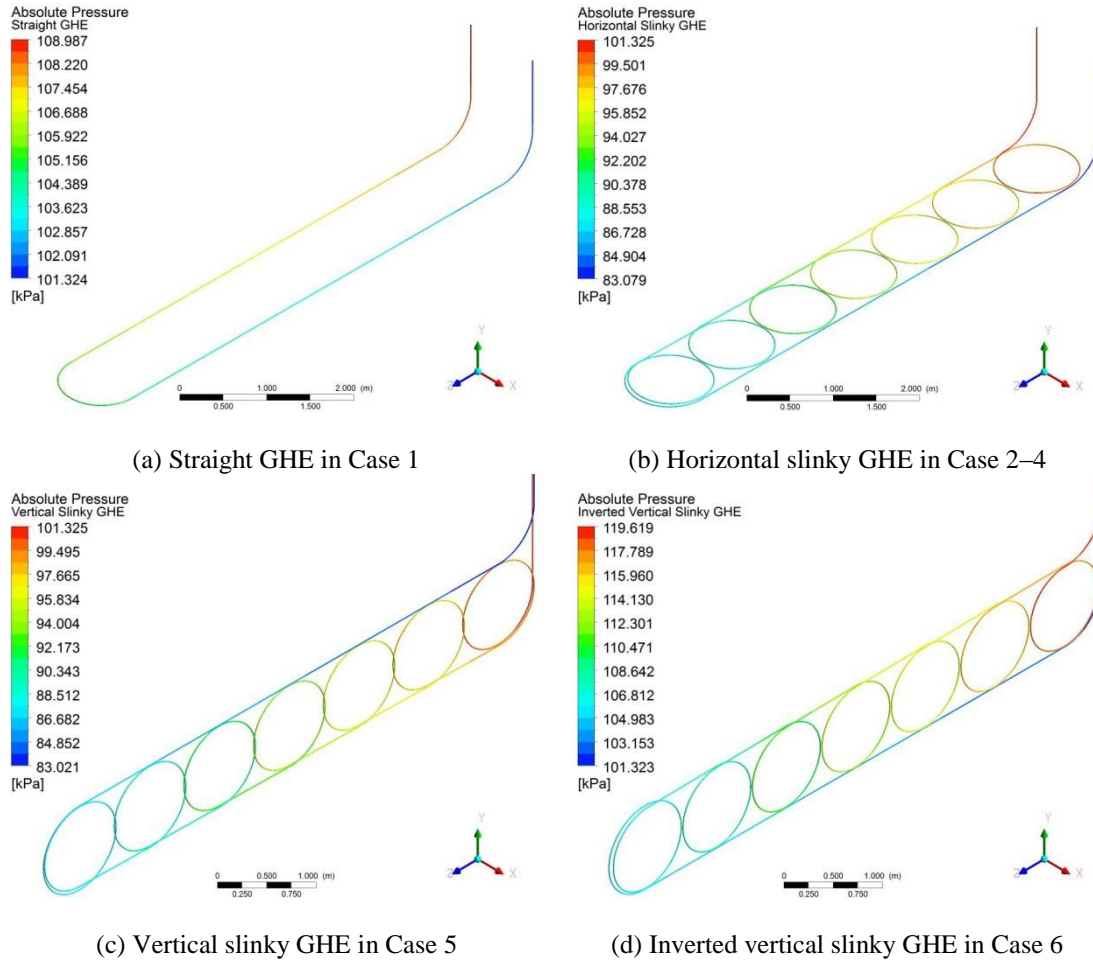 Absolute Pressure
Straight GHE
108.987
108.220
107.454
106.688
105.922
105.156
104.389
103.623
102.857
102.091
101.324
[kPa]
0 1.000 2.000 (m)
0.500 1.500
Y
Z X
(a) Straight GHE in Case 1
Absolute Pressure
Horizontal Slinky GHE
101.325
99.501
97.676
95.852
94.027
92.202
90.378
88.553
86.728
84.904
83.079
[kPa]
0 1.000 2.000 (m)
0.500 1.500
Y
Z X
(b) Horizontal slinky GHE in Case 2–4
Absolute Pressure
Vertical Slinky GHE
101.325
99.495
97.665
95.834
94.004
92.173
90.343
88.512
86.682
84.852
83.021
[kPa]
0 0.500 1.000 (m)
0.250 0.750
Y
Z X
(c) Vertical slinky GHE in Case 5
Absolute Pressure
Inverted Vertical Slinky GHE
119.619
117.789
115.960
114.130
112.301
110.471
108.642
106.812
104.983
103.153
101.323
[kPa]
0 0.500 1.000 (m)
0.250 0.750
Y
Z X
(d) Inverted vertical slinky GHE in Case 6